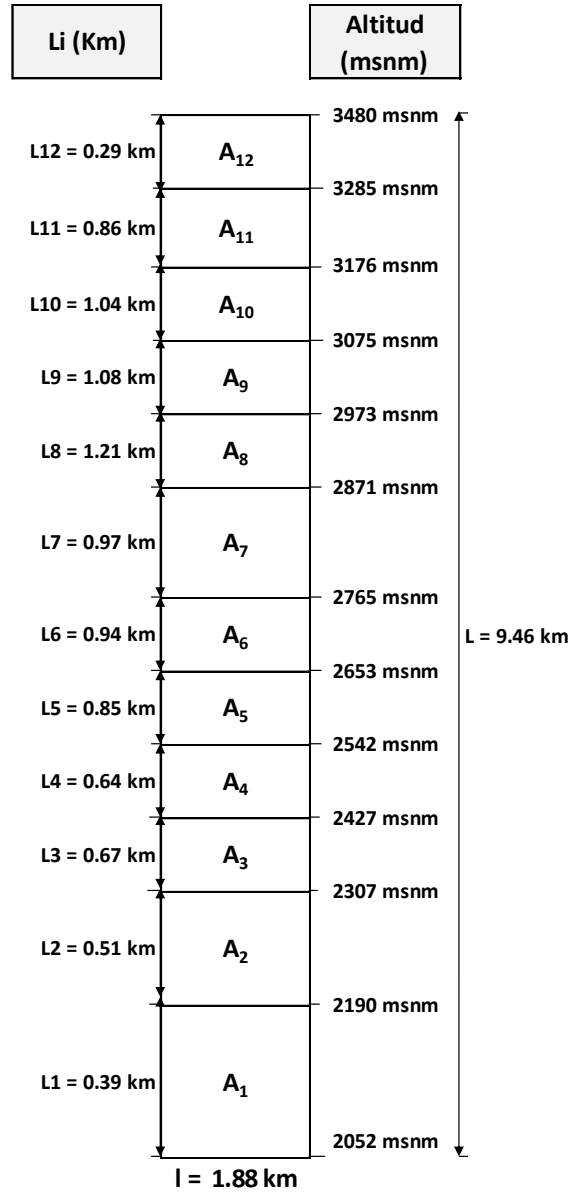 Li (Km)
Altitud
(msnm)
3480 msnm
L12 = 0.29 km
A12
3285 msnm
L11 = 0.86 km
A11
3176 msnm
L10 = 1.04 km
A10
3075 msnm
L9 = 1.08 km
A9
2973 msnm
L8 = 1.21 km
A8
2871 msnm
L7 = 0.97 km
A7
2765 msnm
L6 = 0.94 km
A6
L = 9.46 km
2653 msnm
L5 = 0.85 km
A5
2542 msnm
L4 = 0.64 km
A4
2427 msnm
L3 = 0.67 km
A3
2307 msnm
L2 = 0.51 km
A2
2190 msnm
L1 = 0.39 km
A1
2052 msnm
l = 1.88 km